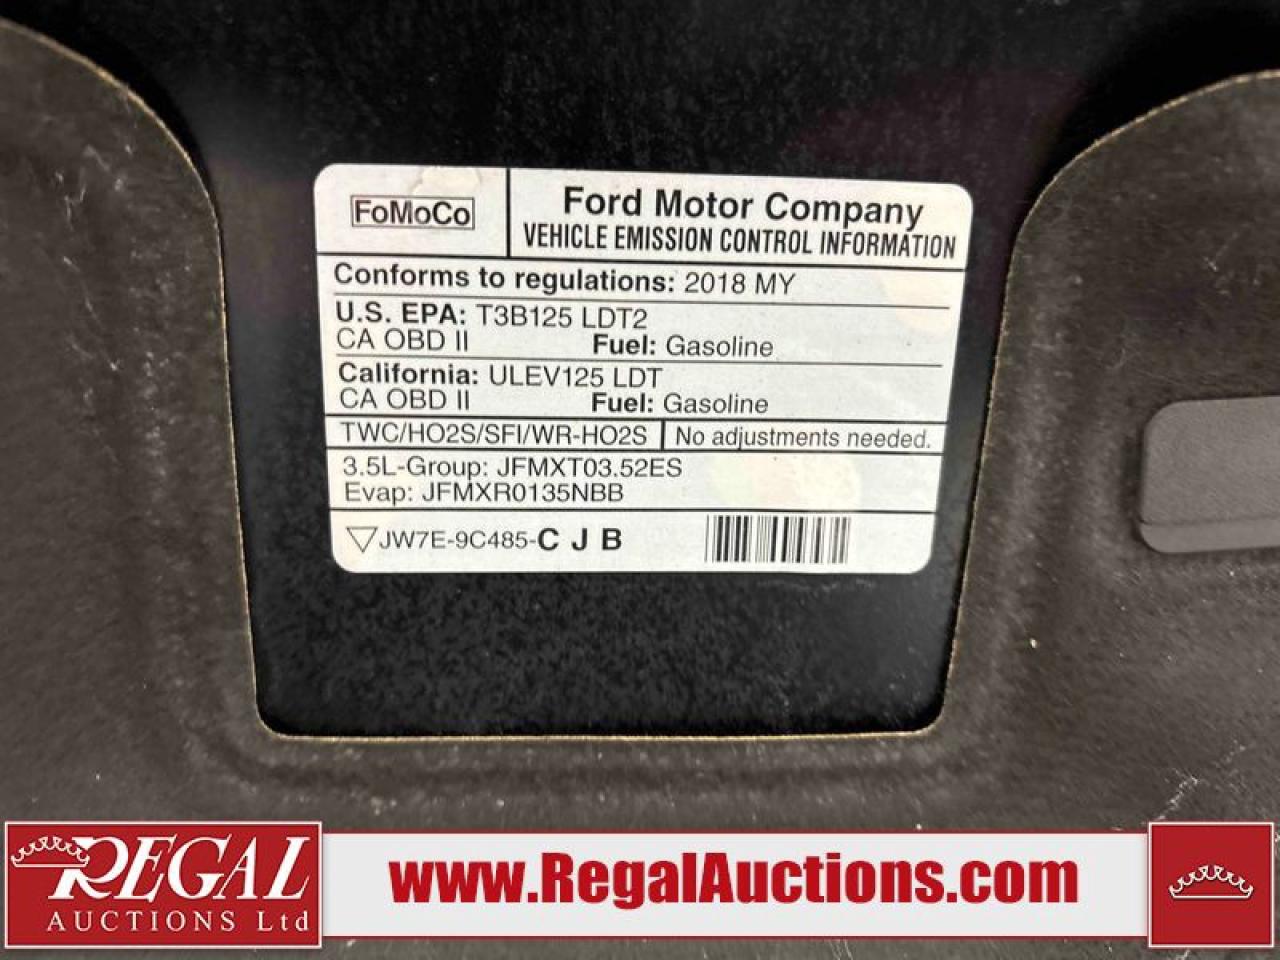 FoMoCo
Ford Motor Company
VEHICLE EMISSION CONTROL INFORMATION
Conforms to regulations: 2018 MY
U.S. EPA: T3B125 LDT2
CA OBD II Fuel: Gasoline
California: ULEV125 LDT
CA OBD II Fuel: Gasoline
TWC/HO2S/SFI/WR-HO2S No adjustments needed.
3.5L-Group: JFMXT03.52ES
Evap: JFMXR0135NBB
JW7E-9C485-C J B
REGAL
AUCTIONS Ltd
www.RegalAuctions.com